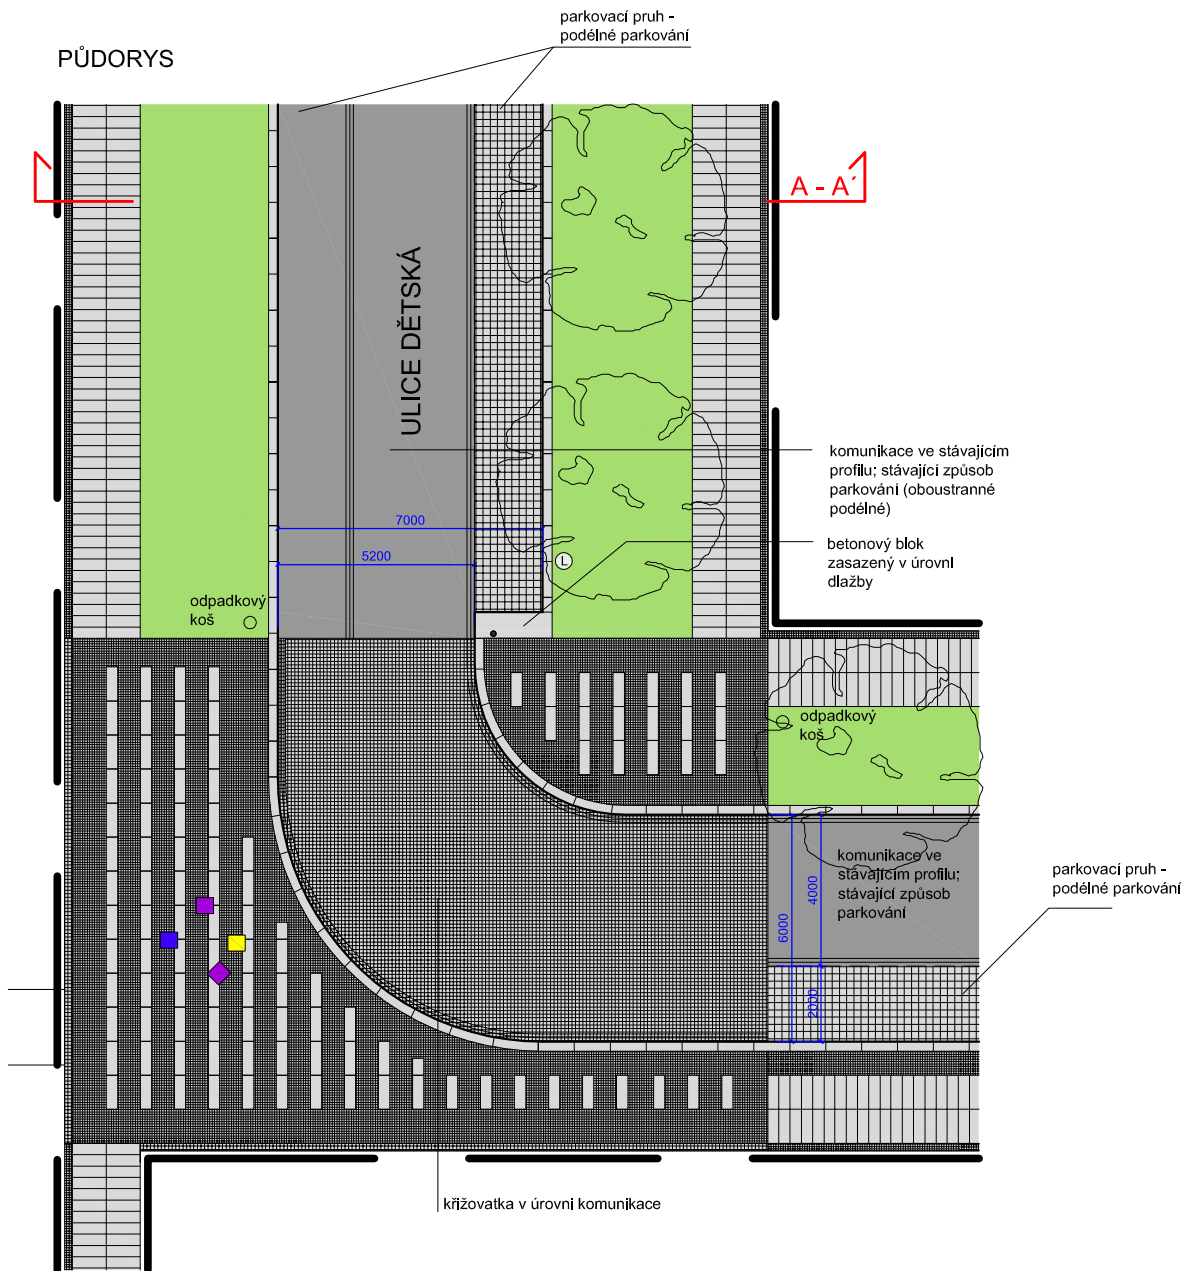 parkovací pruh -
podélné parkování
PŮDORYS
A - A´
ULICE DĚTSKÁ
komunikace ve stávajícím
profilu; stávající způsob
parkování (oboustranné
podélné)
7000
5200
betonový blok
zasazený v úrovni
dlažby
L
odpadkový
koš
odpadkový
koš
komunikace ve
stávajícím profilu;
stávající způsob
parkování
4000
6000
2000
parkovací pruh -
podélné parkování
křižovatka v úrovni komunikace